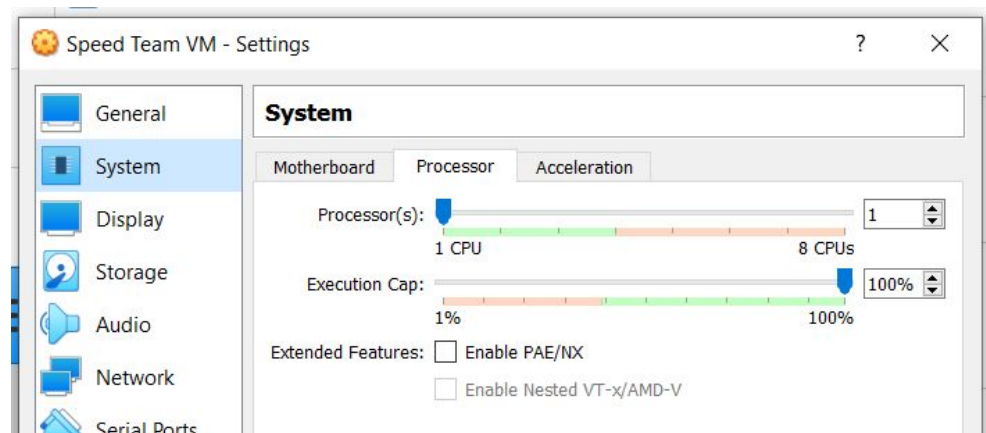 Speed Team VM - Settings
?
General
System
Display
Storage
Audio
Network
Serial Ports
System
Motherboard
Processor
Acceleration
Processor(s):
1
1 CPU
8 CPUs
Execution Cap:
100%
1%
100%
Extended Features:
Enable PAE/NX
Enable Nested VT-x/AMD-V